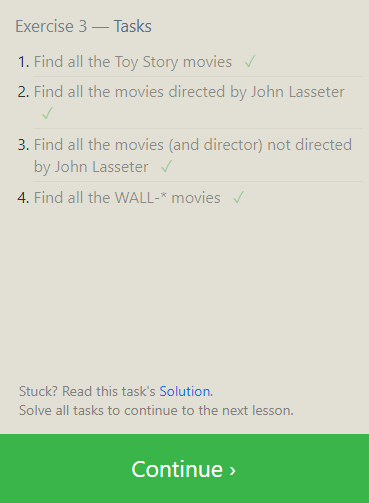 Exercise 3 — Tasks
1. Find all the Toy Story movies ✓
2. Find all the movies directed by John Lasseter
✓
3. Find all the movies (and director) not directed
by John Lasseter ✓
4. Find all the WALL-* movies ✓
Stuck? Read this task's Solution.
Solve all tasks to continue to the next lesson.
Continue ›